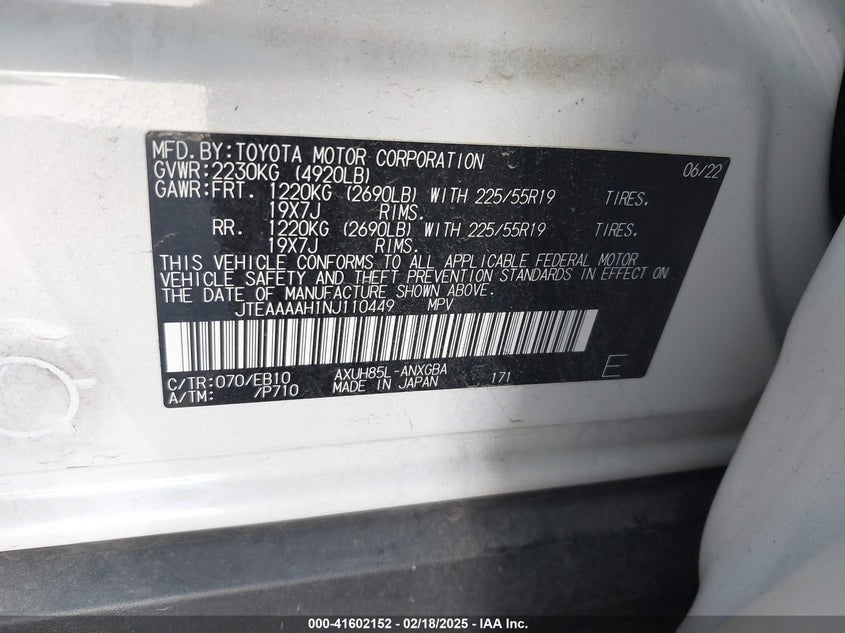 MFD.BY:TOYOTA MOTOR CORPORATION 06/22
GVWR:2230KG (4920LB)
GAWR:FRT. 1220KG (2690LB) WITH 225/55R19 TIRES.
19X7J RIMS.
RR. 1220KG (2690LB) WITH 225/55R19 TIRES.
19X7J RIMS.
THIS VEHICLE CONFORMS TO ALL APPLICABLE FEDERAL MOTOR
VEHICLE SAFETY AND THEFT PREVENTION STANDARDS IN EFFECT ON
THE DATE OF MANUFACTURE SHOWN ABOVE.
JTEAAAAH1NJ110449 MPV
C/TR:070/EB10 AXUH85L-ANXGBA
A/TM: /P710 MADE IN JAPAN 171 E
000-41602152 - 02/18/2025 - IAA Inc.